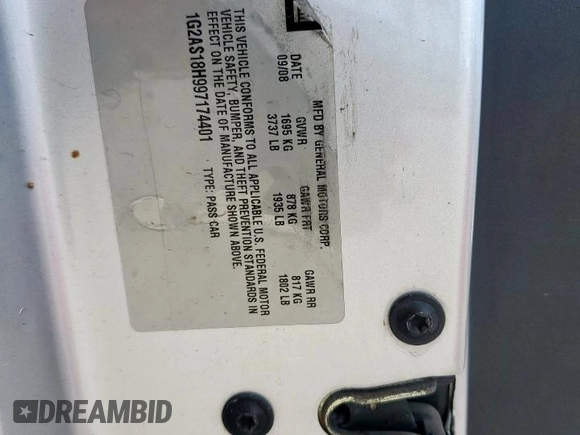 MFD BY GENERAL MOTORS CORP.
DATE GVWR GAWR FRT GAWR RR
09/08 1695 KG 878 KG 817 KG
3737 LB 1935 LB 1802 LB
THIS VEHICLE CONFORMS TO ALL APPLICABLE U.S. FEDERAL MOTOR
VEHICLE SAFETY, BUMPER, AND THEFT PREVENTION STANDARDS IN
EFFECT ON THE DATE OF MANUFACTURE SHOWN ABOVE.
1G2AS18H997174401 TYPE: PASS CAR
DREAMBID